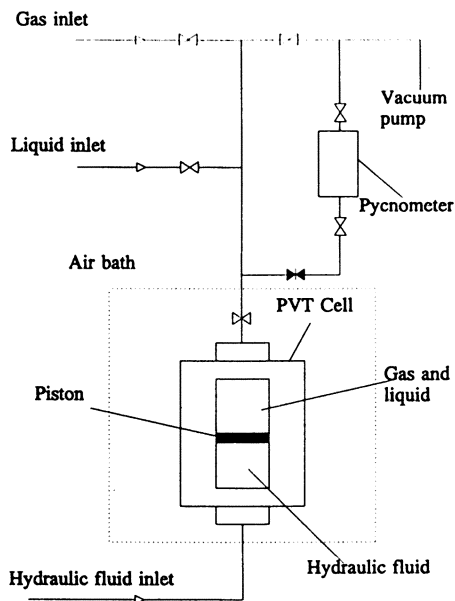 Gas inlet
Vacuum
pump
Liquid inlet
Pycnometer
Air bath
PVT Cell
Gas and
liquid
Piston
Hydraulic fluid
Hydraulic fluid inlet